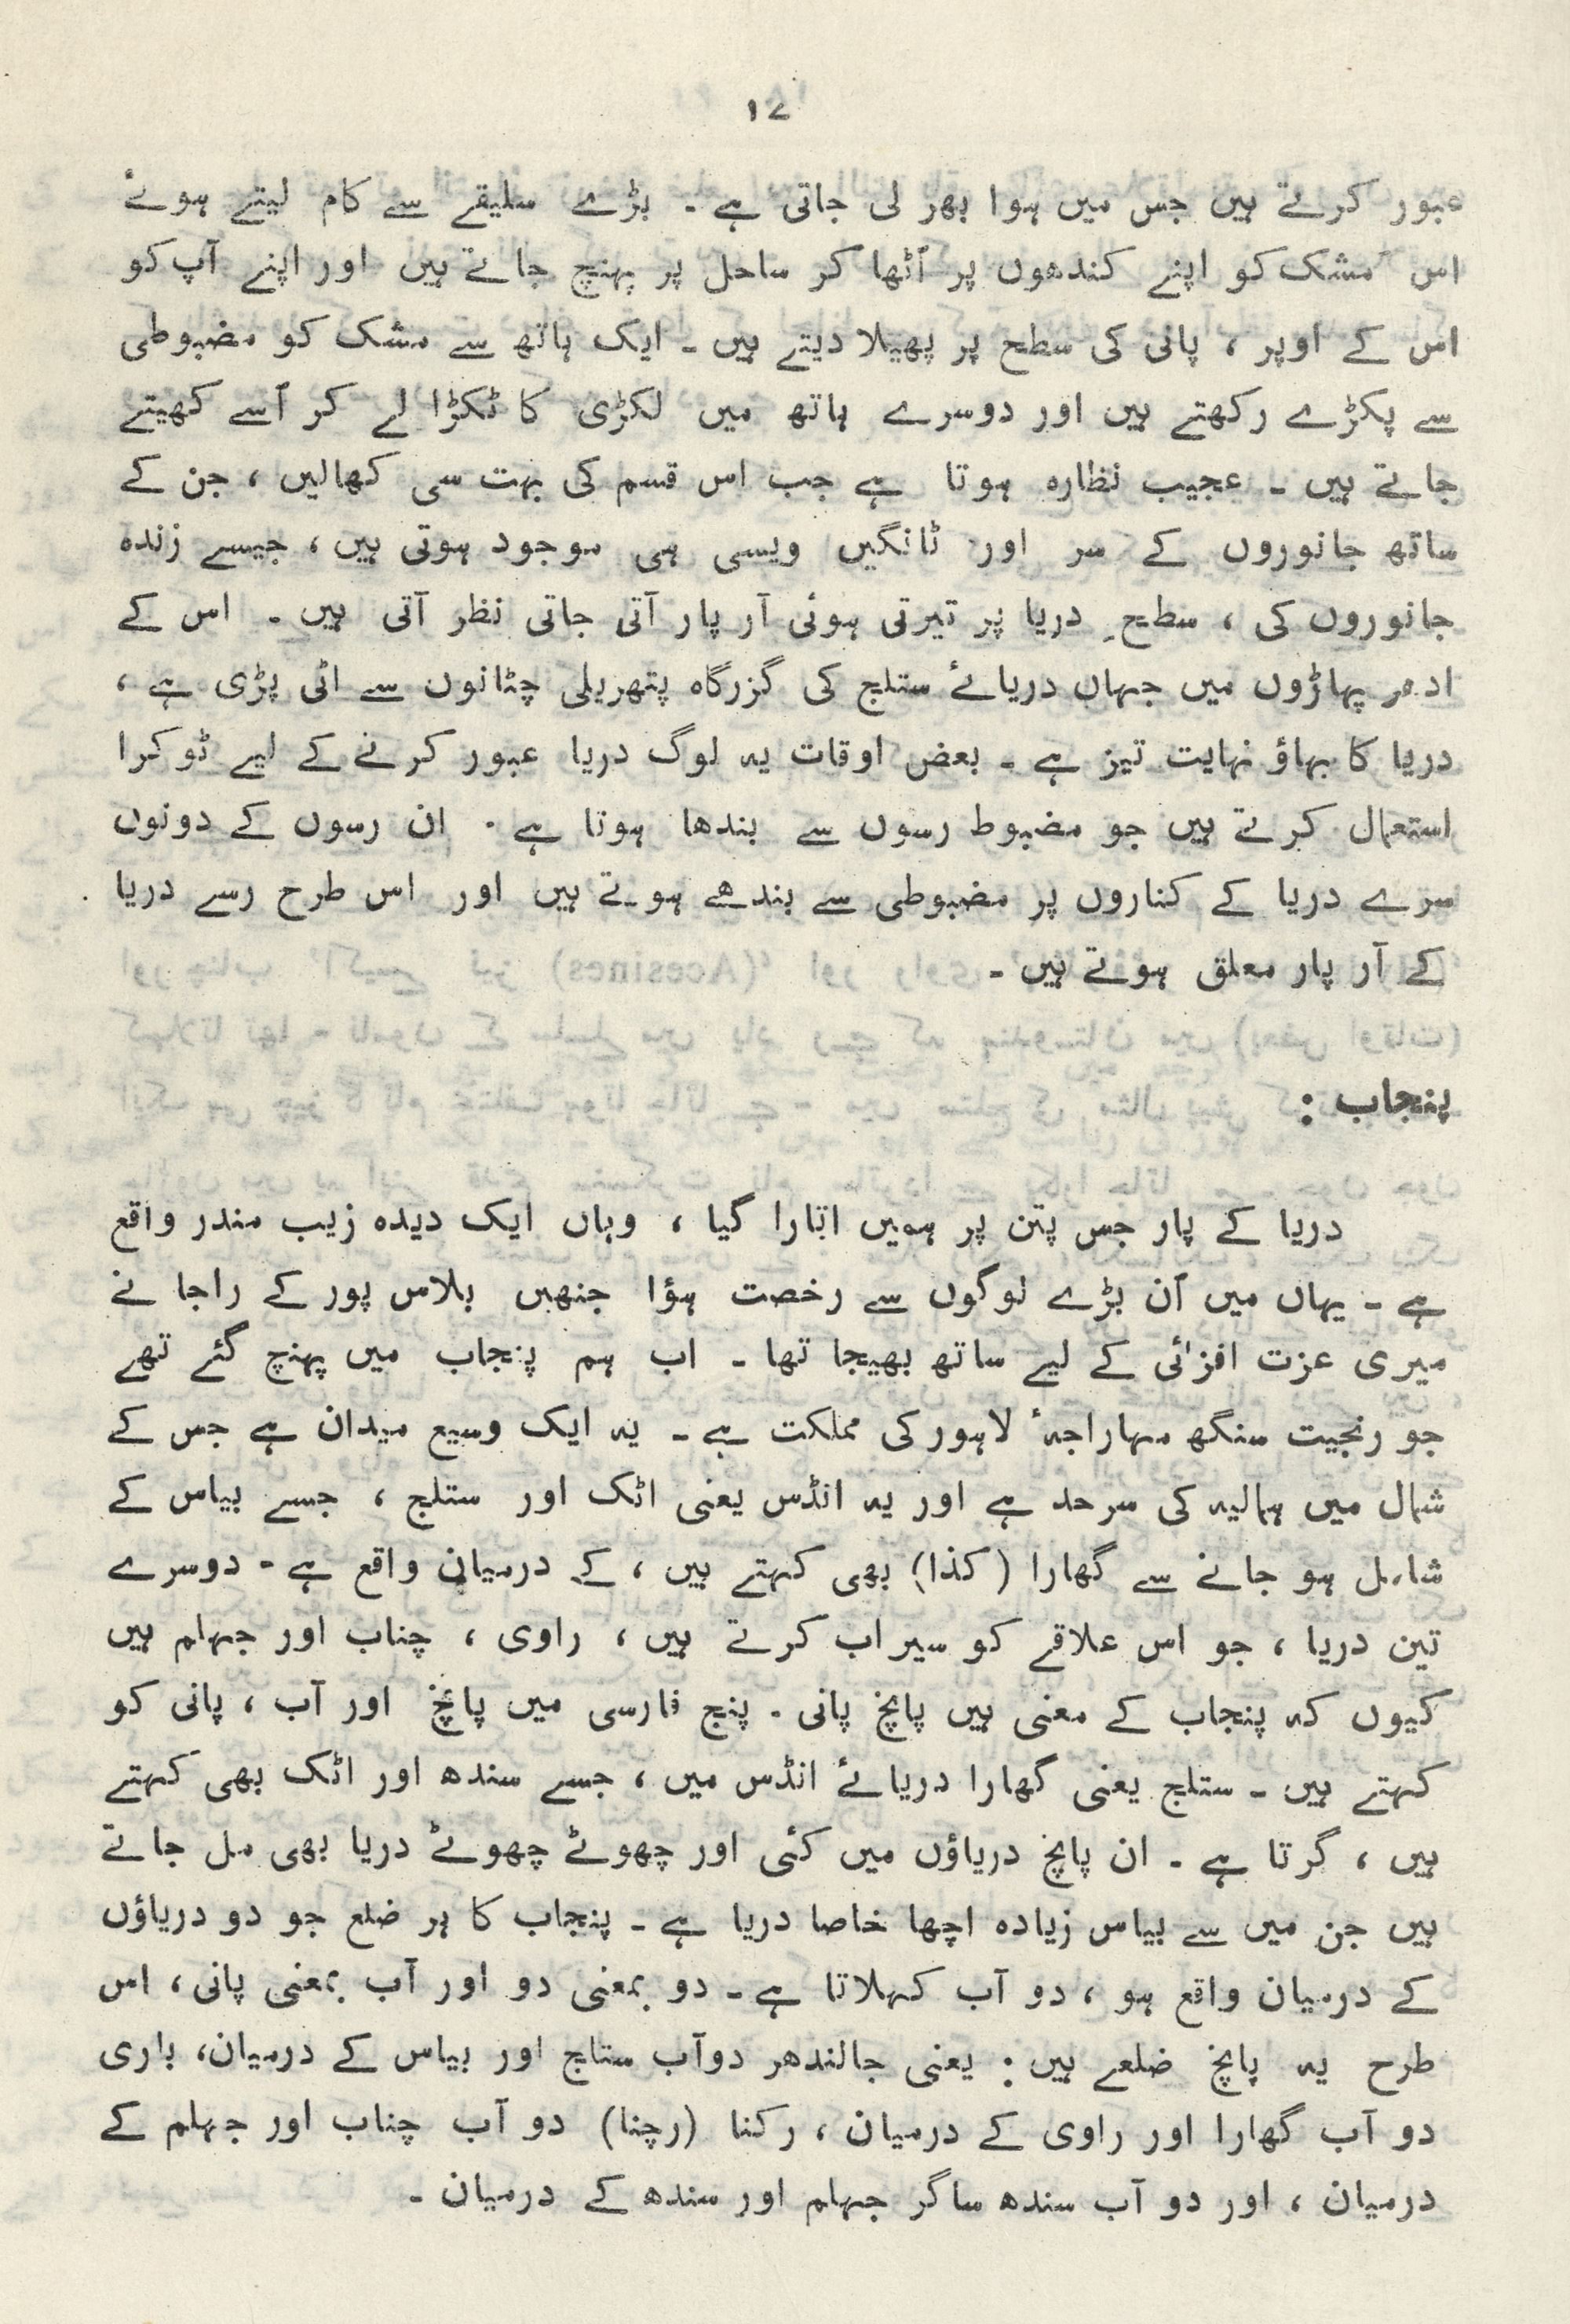 ۱۷
عبور کرتے ہیں جس میں ہوا بھر لی جاتی ہے ۔ بڑے سلیقے سے کام لیتے ہوئے
اس مشک کو اپنے کندھوں پر اُٹھا کر ساحل پر پہنچ جاتے ہیں اور اپنے آپ کو
اس کے اوپر ، پانی کی سطح پر پھیلا دیتے ہیں ۔ ایک ہاتھ سے مشک کو مضبوطی
سے پکڑے رکھتے ہیں اور دوسرے ہاتھ میں لکڑی کا ٹکڑا لے کر اُسے کھیتے
جاتے ہیں ۔ عجیب نظارہ ہوتا ہے جب اس قسم کی بہت سی کھالیں ، جن کے
ساتھ جانوروں کے سر اور ٹانگیں ویسی ہی موجود ہوتی ہیں ، جیسے زندہ
جانوروں کی ، سطحِ دریا پر تیرتی ہوئی آر پار آتی جاتی نظر آتی ہیں ۔ اس کے
ادھر پہاڑوں میں جہاں دریائے ستلج کی گزرگاہ پتھریلی چٹانوں سے اٹی پڑی ہے ،
دریا کا بہاؤ نہایت تیز ہے ۔ بعض اوقات یہ لوگ دریا عبور کرنے کے لیے ٹوکرا
استعمال کرتے ہیں جو مضبوط رسوں سے بندھا ہوتا ہے ۔ ان رسوں کے دونوں
سرے دریا کے کناروں پر مضبوطی سے بندھے ہوتے ہیں اور اس طرح رسے دریا
کے آر پار معلق ہوتے ہیں ۔
پنجاب :
دریا کے پار جس پتن پر ہمیں اتارا گیا ، وہاں ایک دیدہ زیب مندر واقع
ہے ۔ یہاں میں اُن بڑے لوگوں سے رخصت ہؤا جنھیں بلاس پور کے راجا نے
میری عزت افزائی کے لیے ساتھ بھیجا تھا ۔ اب ہم پنجاب میں پہنچ گئے تھے
جو رنجیت سنگھ مہاراجۂ لاہور کی مملکت ہے ۔ یہ ایک وسیع میدان ہے جس کے
شمال میں ہمالیہ کی سرحد ہے اور یہ انڈس یعنی اٹک اور ستلج ، جسے بیاس کے
شامل ہو جانے سے گھارا (کذا) بھی کہتے ہیں ، کے درمیان واقع ہے ۔ دوسرے
تین دریا ، جو اس علاقے کو سیراب کرتے ہیں ، راوی ، چناب اور جہلم ہیں
کیوں کہ پنجاب کے معنی ہیں پانچ پانی ۔ پنج فارسی میں پانچ اور آب ، پانی کو
کہتے ہیں ۔ ستلج یعنی گھارا دریائے انڈس میں ، جسے سندھ اور اٹک بھی کہتے
ہیں ، گرتا ہے ۔ ان پانچ دریاؤں میں کئی اور چھوٹے چھوٹے دریا بھی مل جاتے
ہیں جن میں سے بیاس زیادہ اچھا خاصا دریا ہے ۔ پنجاب کا ہر ضلع جو دو دریاؤں
کے درمیان واقع ہو ، دو آب کہلاتا ہے ۔ دو بمعنی دو اور آب بمعنی پانی ، اس
طرح یہ پانچ ضلعے ہیں : یعنی جالندھر دوآب ستلج اور بیاس کے درمیان، باری
دو آب گھارا اور راوی کے درمیان ، رکنا (رچنا) دو آب چناب اور جہلم کے
درمیان ، اور دو آب سندھ ساگر جہلم اور سندھ کے درمیان ۔